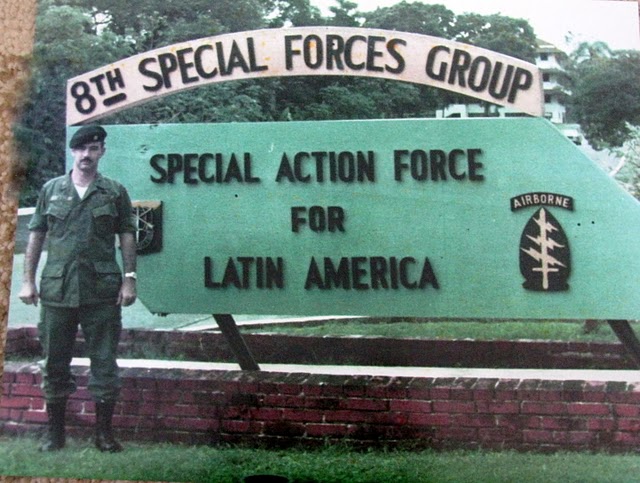 8TH SPECIAL FORCES GROUP
SPECIAL ACTION FORCE
FOR
LATIN AMERICA
AIRBORNE